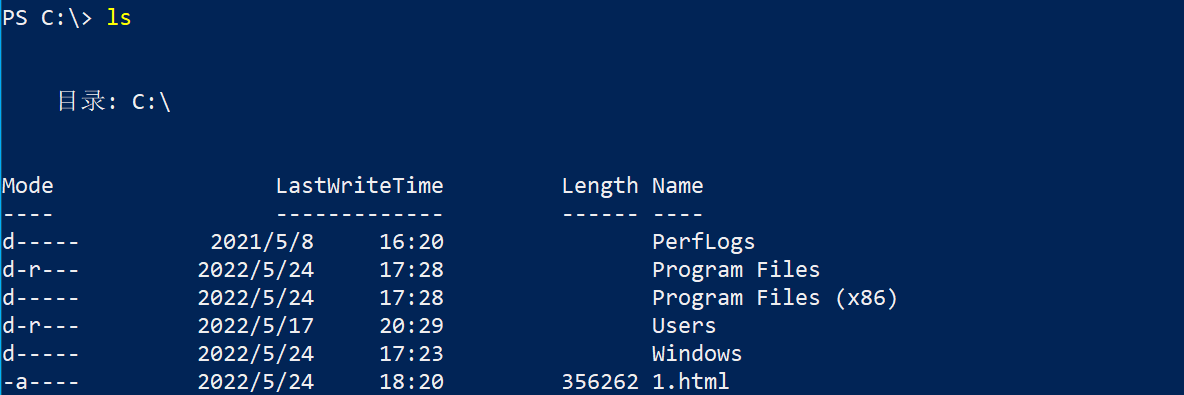 PS C:\> ls
目录: C:\
Mode                 LastWriteTime         Length Name
----                 -------------         ------ ----
d-----          2021/5/8     16:20                PerfLogs
d-r---         2022/5/24     17:28                Program Files
d-----         2022/5/24     17:28                Program Files (x86)
d-r---         2022/5/17     20:29                Users
d-----         2022/5/24     17:23                Windows
-a----         2022/5/24     18:20         356262 1.html